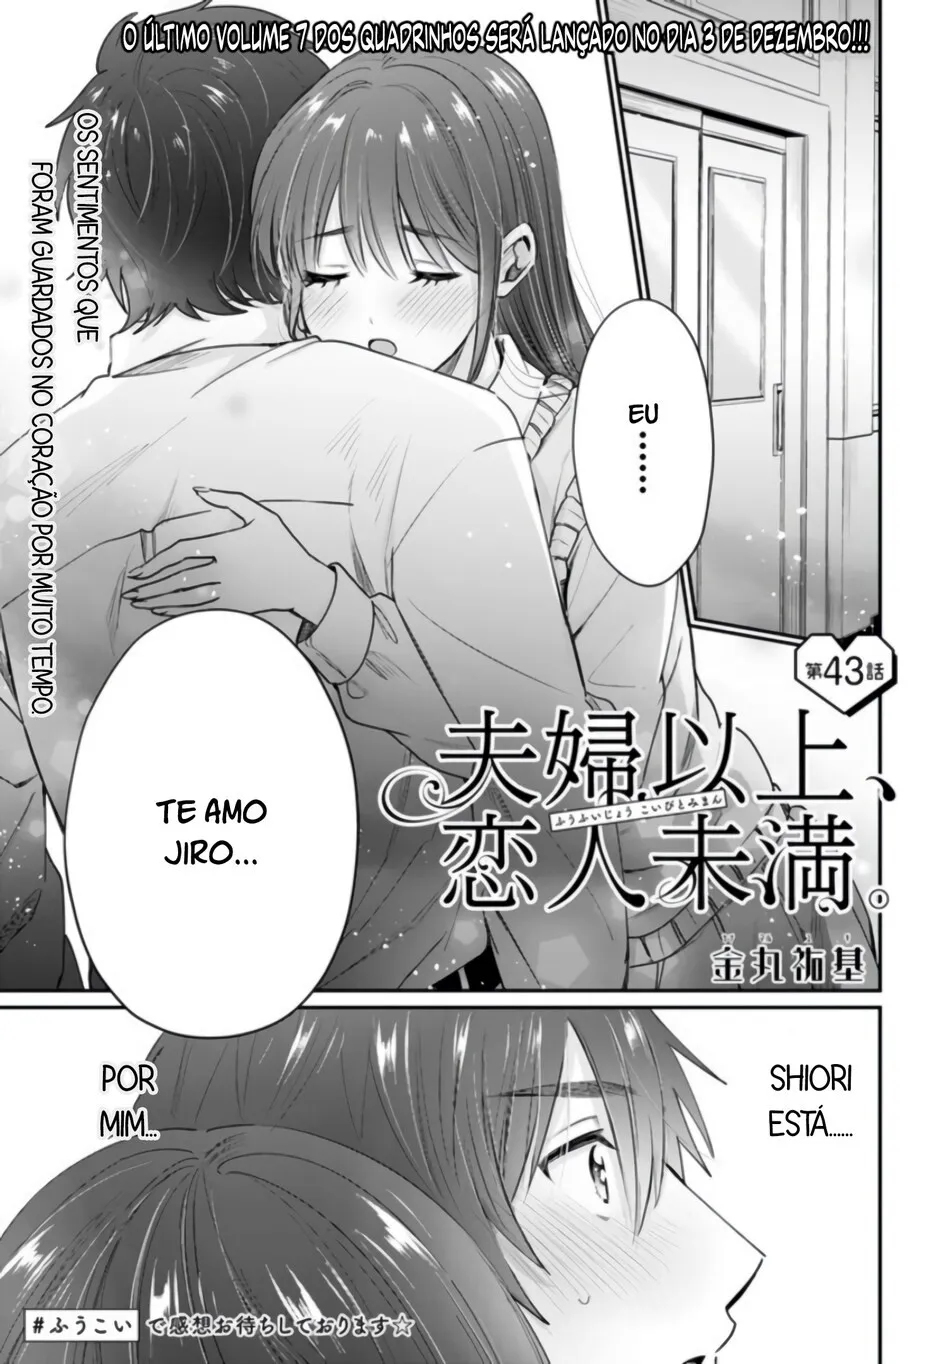 O ÚLTIMO VOLUME 7 DOS QUADRINHOS SERÁ LANÇADO NO DIA 3 DE DEZEMBRO!!!
OS SENTIMENTOS QUE
FORAM GUARDADOS NO CORAÇÃO POR MUITO TEMPO.
EU
........
第43話
夫婦以上、
ふうふいじょう こいびとみまん
恋人未満。
金丸祐基
TE AMO
JIRO...
SHIORI
ESTÁ......
POR
MIM...
#ふうこい で感想お待ちしております☆